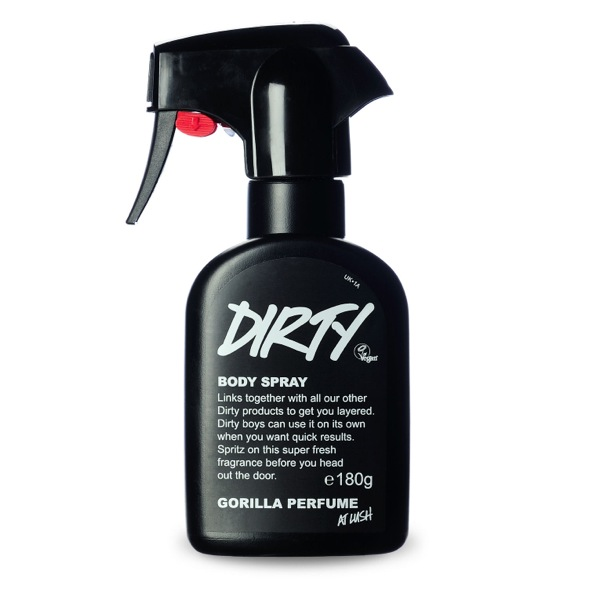 UK+IA
DIRTY
Vegan
BODY SPRAY
Links together with all our other
Dirty products to get you layered.
Dirty boys can use it on its own
when you want quick results.
Spritz on this super fresh
fragrance before you head
out the door.
℮180g
GORILLA PERFUME
AT LUSH